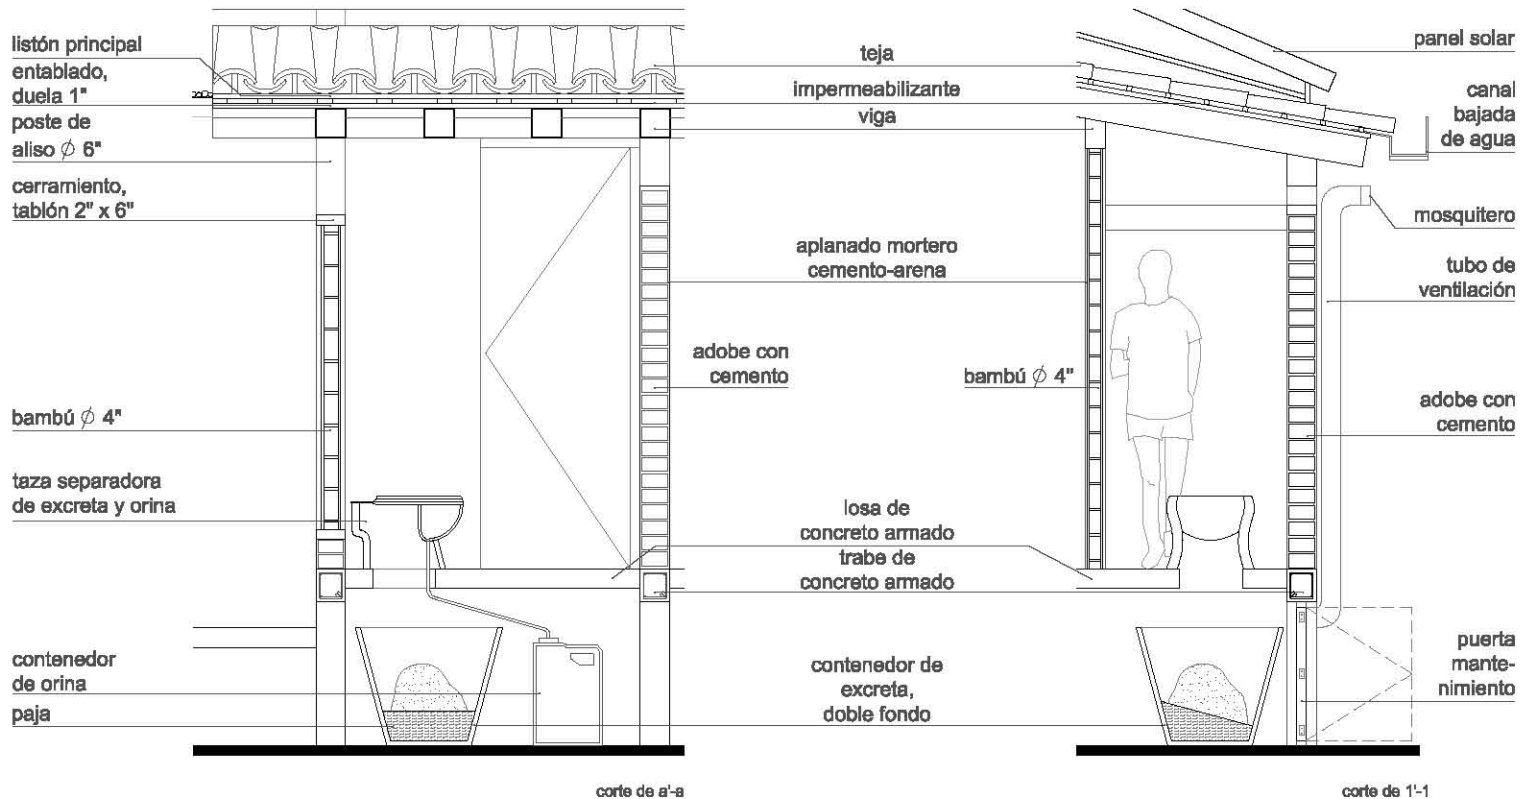 listón principal
entablado,
duela 1"
poste de
aliso ∅ 6"
cerramiento,
tablón 2" x 6"
bambú ∅ 4"
taza separadora
de excreta y orina
contenedor
de orina
paja
teja
impermeabilizante
viga
aplanado mortero
cemento-arena
adobe con
cemento
bambú ∅ 4"
losa de
concreto armado
trabe de
concreto armado
contenedor de
excreta,
doble fondo
panel solar
canal
bajada
de agua
mosquitero
tubo de
ventilación
adobe con
cemento
puerta
mante-
nimiento
corte de a'-a
corte de 1'-1